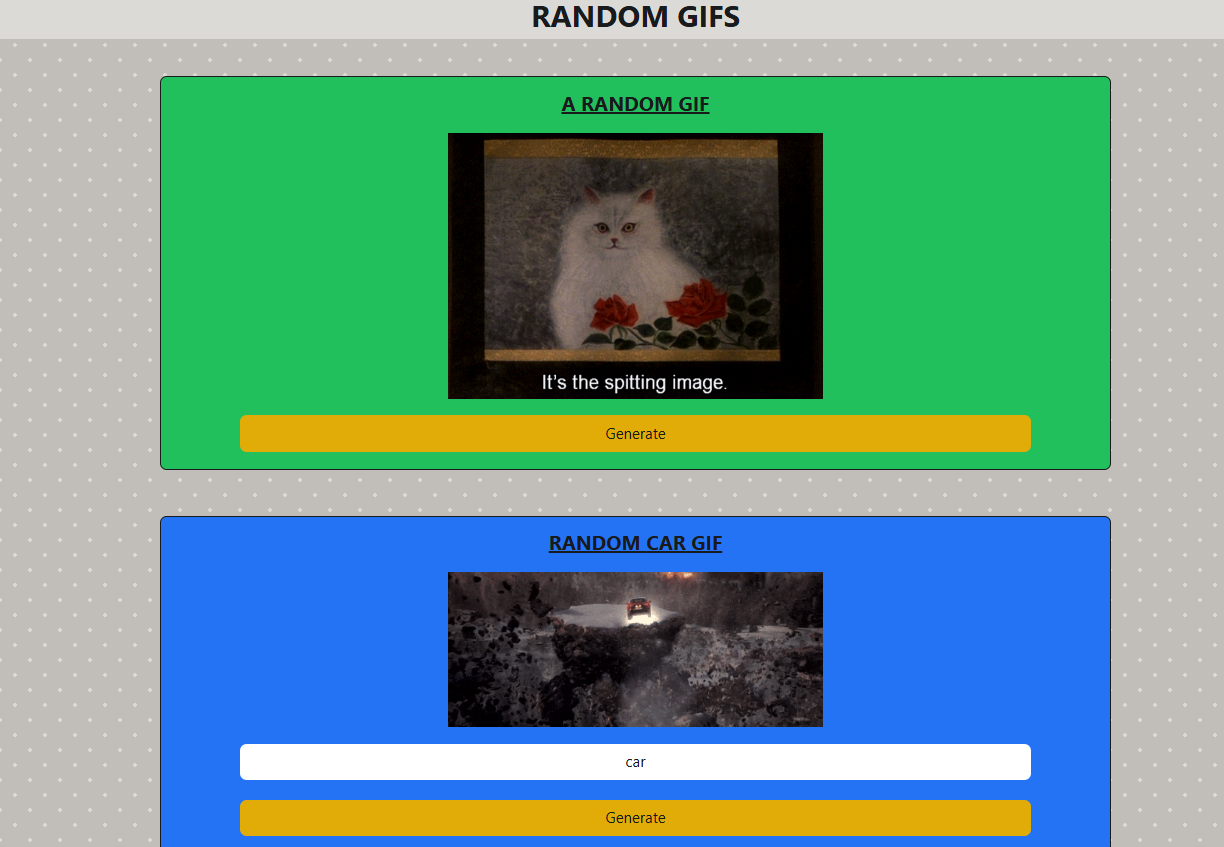 RANDOM GIFS
A RANDOM GIF
It's the spitting image.
Generate
RANDOM CAR GIF
car
Generate